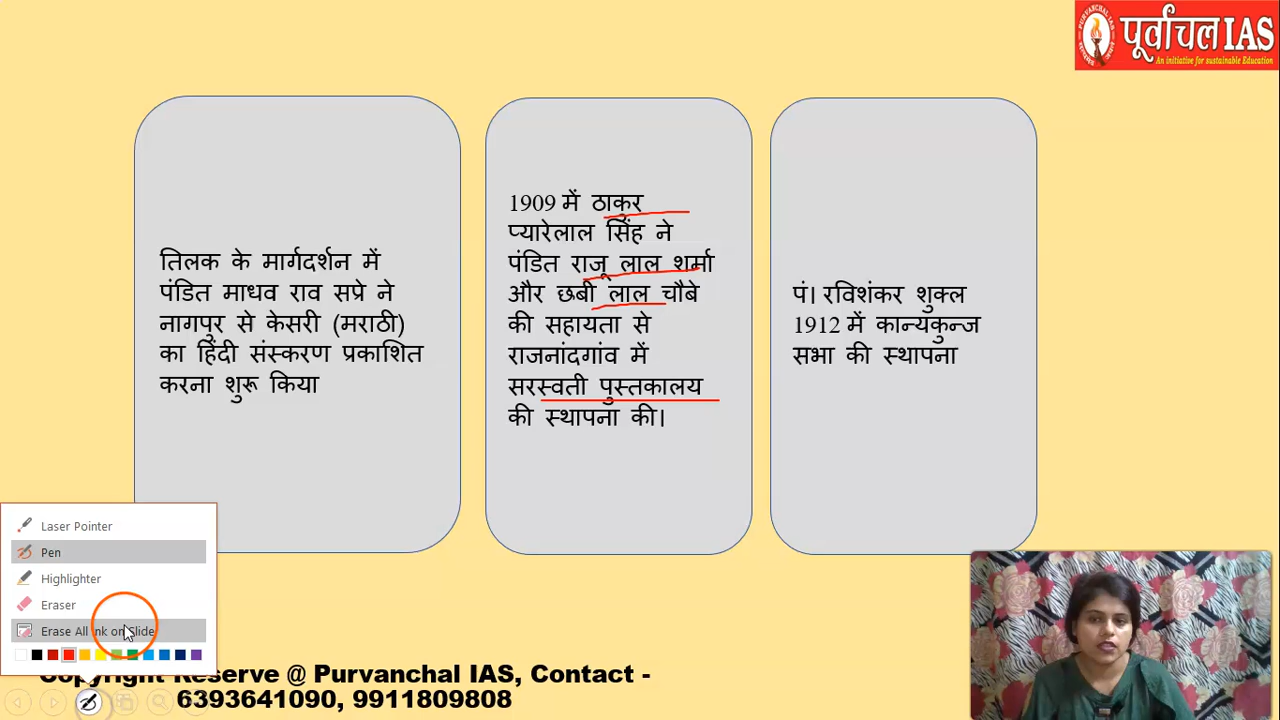 पूर्वांचल IAS
An initiative for sustainable Education
तिलक के मार्गदर्शन में
पंडित माधव राव सप्रे ने
नागपुर से केसरी (मराठी)
का हिंदी संस्करण प्रकाशित
करना शुरू किया
1909 में ठाकुर
प्यारेलाल सिंह ने
पंडित राजू लाल शर्मा
और छबी लाल चौबे
की सहायता से
राजनांदगांव में
सरस्वती पुस्तकालय
की स्थापना की।
पं। रविशंकर शुक्ल
1912 में कान्यकुन्ज
सभा की स्थापना
Laser Pointer
Pen
Highlighter
Eraser
Erase All Ink on Slide
Copyright Reserve @ Purvanchal IAS, Contact -
6393641090, 9911809808